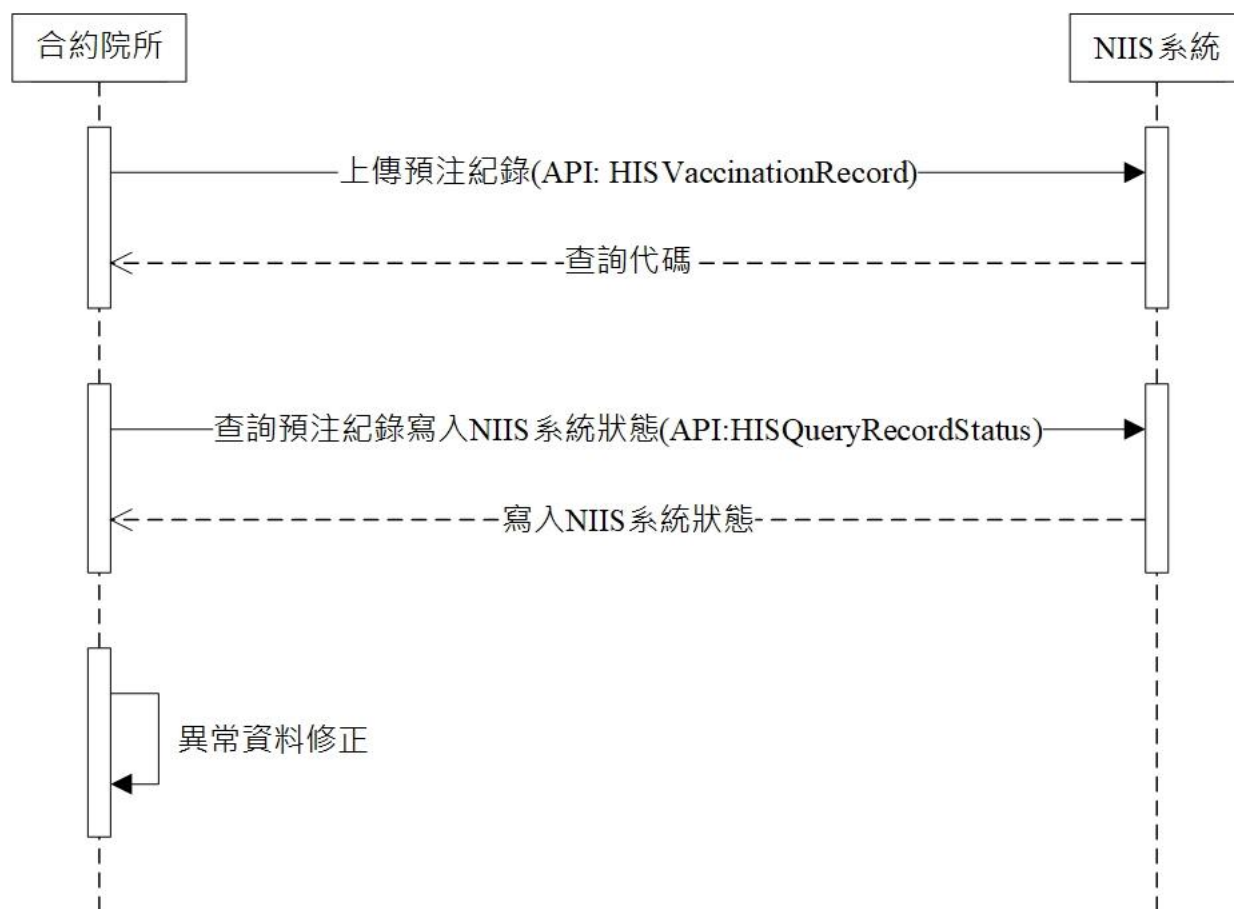 合約院所
NIIS系統
上傳預注紀錄(API: HISVaccinationRecord)
查詢代碼
查詢預注紀錄寫入NIIS系統狀態(API:HISQueryRecordStatus)
寫入NIIS系統狀態
異常資料修正